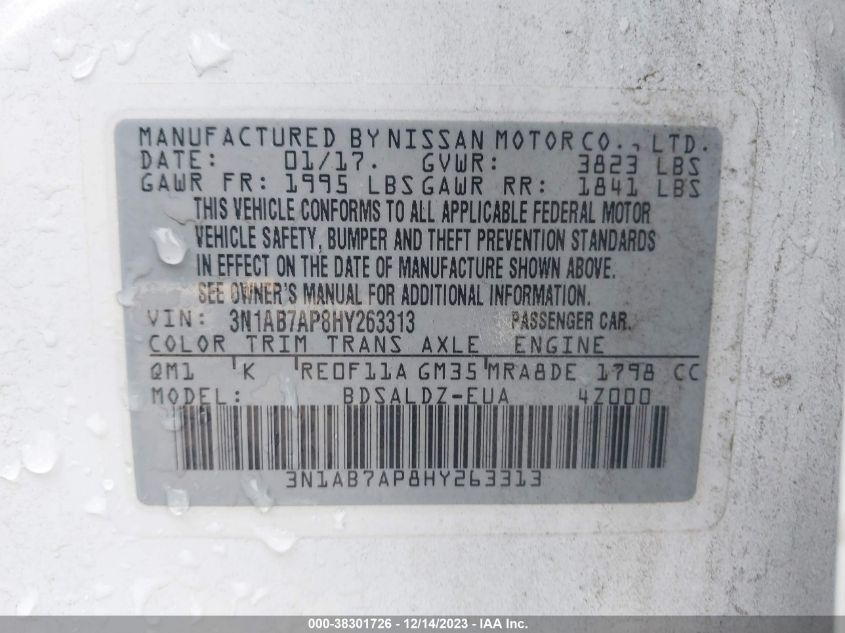 MANUFACTURED BY NISSAN MOTOR CO., LTD.
DATE: 01/17. GVWR: 3823 LBS
GAWR FR: 1995 LBS GAWR RR: 1841 LBS
THIS VEHICLE CONFORMS TO ALL APPLICABLE FEDERAL MOTOR
VEHICLE SAFETY, BUMPER AND THEFT PREVENTION STANDARDS
IN EFFECT ON THE DATE OF MANUFACTURE SHOWN ABOVE.
SEE OWNER'S MANUAL FOR ADDITIONAL INFORMATION.
VIN: 3N1AB7AP8HY263313 PASSENGER CAR.
COLOR TRIM TRANS AXLE ENGINE
QM1 K RE0F11A GM35 MRA8DE 1798 CC
MODEL: BDSALDZ-EUA 4Z000
3N1AB7AP8HY263313
000-38301726 - 12/14/2023 - IAA Inc.